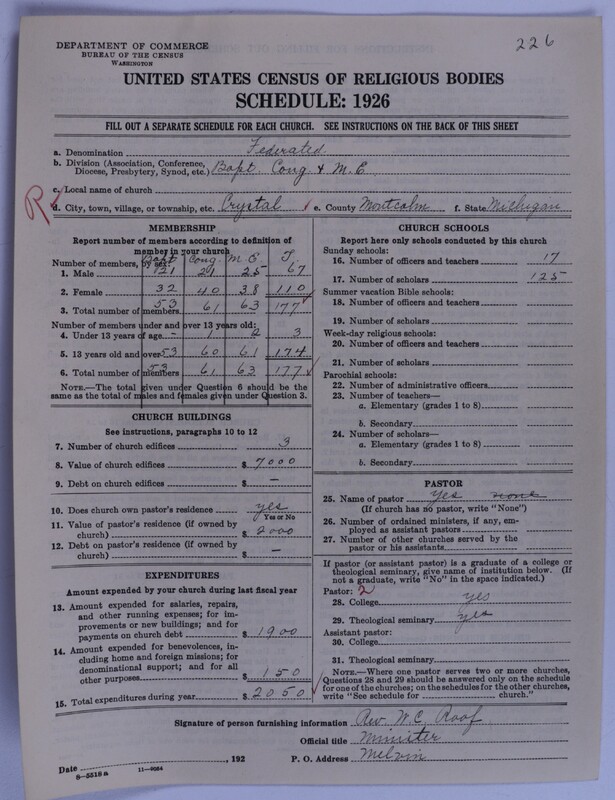 226
DEPARTMENT OF COMMERCE
BUREAU OF THE CENSUS
WASHINGTON
UNITED STATES CENSUS OF RELIGIOUS BODIES
SCHEDULE: 1926
FILL OUT A SEPARATE SCHEDULE FOR EACH CHURCH. SEE INSTRUCTIONS ON THE BACK OF THIS SHEET
a. Denomination Federated
b. Division (Association, Conference, Diocese, Presbytery, Synod, etc.) Bapt. Cong & M.E
c. Local name of church
R
d. City, town, village, or township, etc. Crystal e. County Montcalm f. State Michigan
MEMBERSHIP
Report number of members according to definition of
member in your church
Number of members, by sex: Bapt Cong M.E T
1. Male 21 21 25 67
2. Female 32 40 38 110
3. Total number of members 53 61 63 177
Number of members under and over 13 years old:
4. Under 13 years of age - 1 2 3
5. 13 years old and over 53 60 61 174
6. Total number of members 53 61 63 177
NOTE.—The total given under Question 6 should be
same as the total of males and females given under Question 3.
CHURCH BUILDINGS
See instructions, paragraphs 10 to 12
7. Number of church edifices 3
8. Value of church edifices $ 7000
9. Debt on church edifices $ —
10. Does church own pastor's residence yes
Yes or No
11. Value of pastor's residence (if owned by
church) $ 2000
12. Debt on pastor's residence (if owned by
church) $ —
EXPENDITURES
Amount expended by your church during last fiscal year
13. Amount expended for salaries, repairs,
and other running expenses; for im-
provements or new buildings; and for
payments on church debt $ 1900
14. Amount expended for benevolences, in-
cluding home and foreign missions; for
denominational support; and for all
other purposes $ 150
15. Total expenditures during year $ 2050
CHURCH SCHOOLS
Report here only schools conducted by this church
Sunday schools:
16. Number of officers and teachers 17
17. Number of scholars 125
Summer vacation Bible schools:
18. Number of officers and teachers
19. Number of scholars
Week-day religious schools:
20. Number of officers and teachers
21. Number of scholars
Parochial schools:
22. Number of administrative officers
23. Number of teachers—
a. Elementary (grades 1 to 8)
b. Secondary
24. Number of scholars—
a. Elementary (grades 1 to 8)
b. Secondary
PASTOR
25. Name of pastor Yes none
(If church has no pastor, write "None")
26. Number of ordained ministers, if any, em-
ployed as assistant pastors
27. Number of other churches served by the
pastor or his assistants
If pastor (or assistant pastor) is a graduate of a college or
theological seminary, give name of institution below. (If
not a graduate, write "No" in the space indicated.)
Pastor: 2
28. College yes
29. Theological seminary yes
Assistant pastor:
30. College
31. Theological seminary
NOTE.—Where one pastor serves two or more churches,
Questions 28 and 29 should be answered only on the schedule
for one of the churches; on the schedules for the other churches,
write "See schedule for church."
Signature of person furnishing information Rev W.C. Roof
Official title Minister
Date , 192 P. O. Address Melvin
8—5518a 11—9064